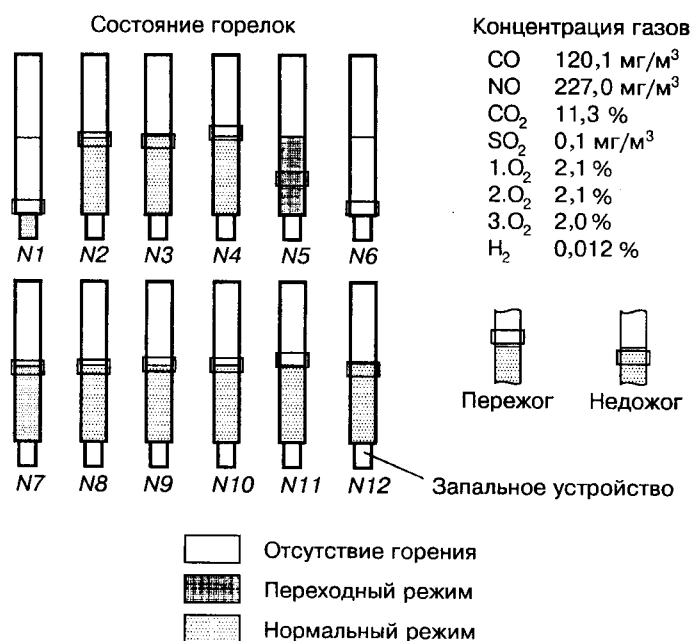 Состояние горелок
N1 N2 N3 N4 N5 N6
N7 N8 N9 N10 N11 N12
Концентрация газов
CO 120,1 мг/м³
NO 227,0 мг/м³
CO₂ 11,3 %
SO₂ 0,1 мг/м³
1.O₂ 2,1 %
2.O₂ 2,1 %
3.O₂ 2,0 %
H₂ 0,012 %
Пережог Недожог
Запальное устройство
Отсутствие горения
Переходный режим
Нормальный режим